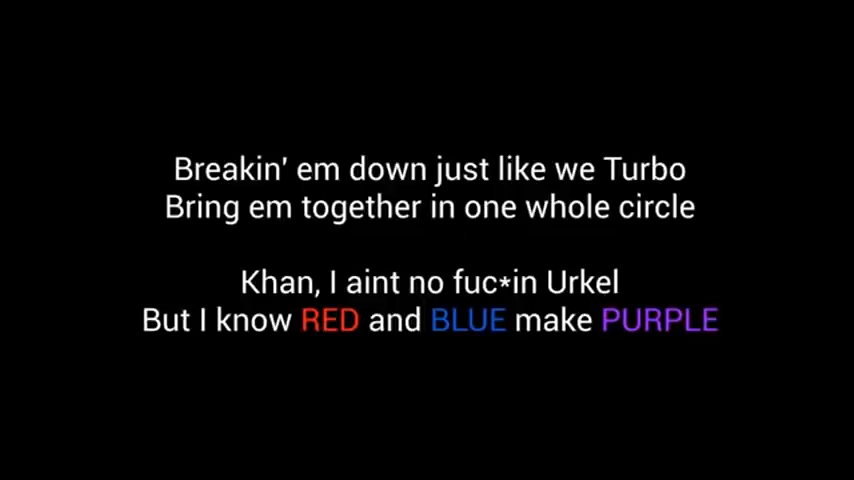 Breakin' em down just like we Turbo
Bring em together in one whole circle
Khan, I aint no fuc*in Urkel
But I know RED and BLUE make PURPLE